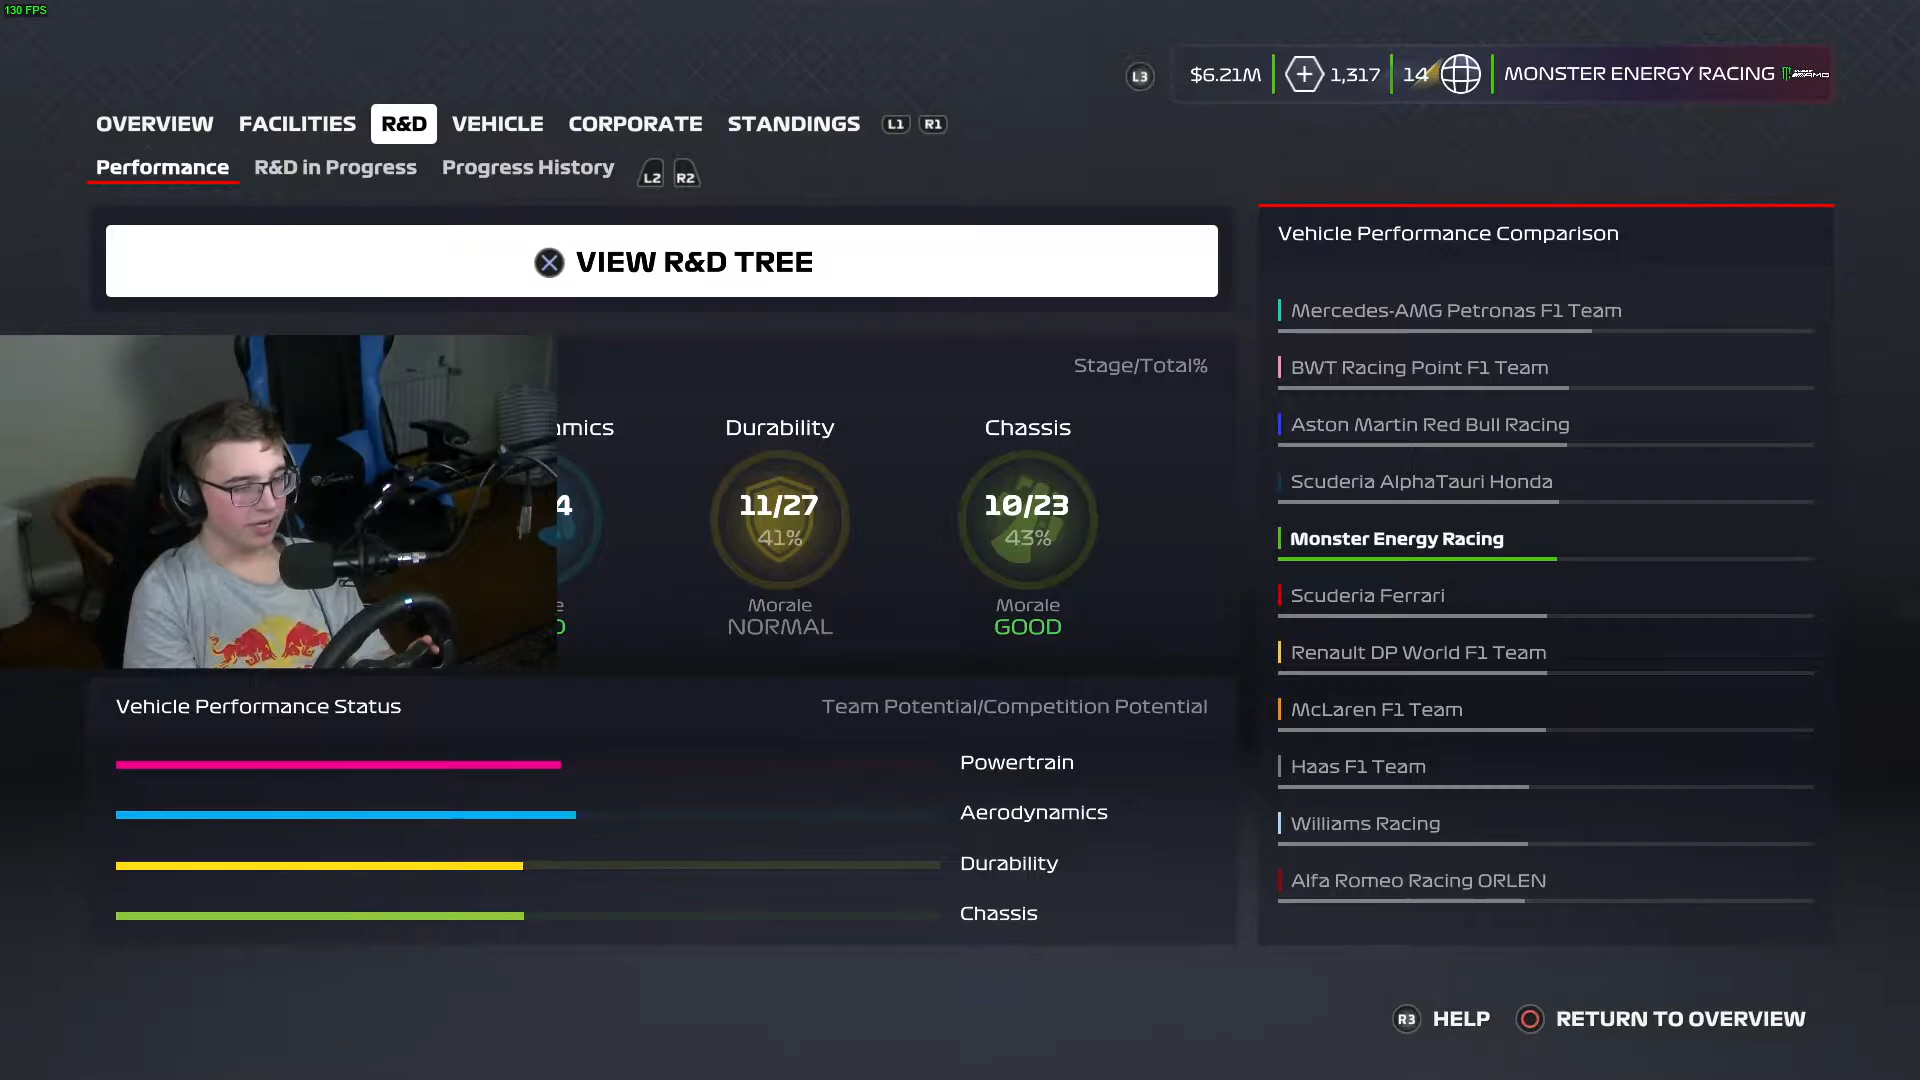 130 FPS
L3 $6.21M 1,317 14 MONSTER ENERGY RACING
OVERVIEW FACILITIES R&D VEHICLE CORPORATE STANDINGS L1 R1
Performance R&D in Progress Progress History L2 R2
VIEW R&D TREE
Stage/Total%
amics Durability Chassis
4 11/27 10/23
41% 43%
e Morale Morale
D NORMAL GOOD
Vehicle Performance Status Team Potential/Competition Potential
Powertrain
Aerodynamics
Durability
Chassis
Vehicle Performance Comparison
Mercedes-AMG Petronas F1 Team
BWT Racing Point F1 Team
Aston Martin Red Bull Racing
Scuderia AlphaTauri Honda
Monster Energy Racing
Scuderia Ferrari
Renault DP World F1 Team
McLaren F1 Team
Haas F1 Team
Williams Racing
Alfa Romeo Racing ORLEN
R3 HELP RETURN TO OVERVIEW